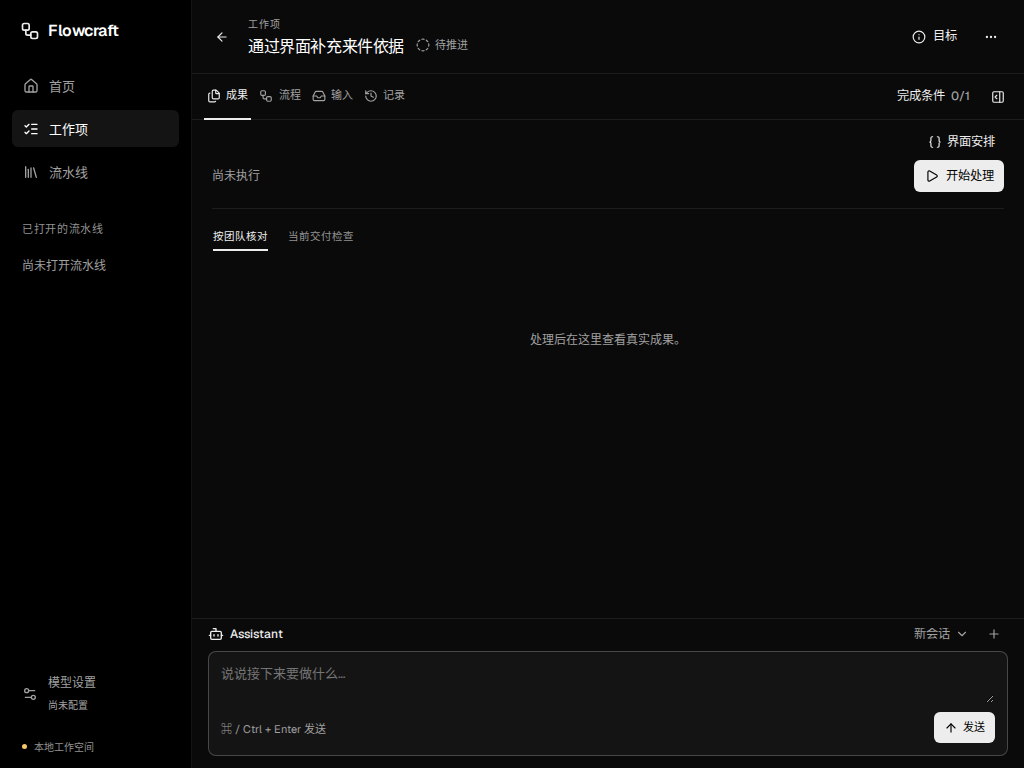 Flowcraft
首页
工作项
流水线
已打开的流水线
尚未打开流水线
模型设置
尚未配置
本地工作空间
工作项
通过界面补充来件依据
待推进
目标
成果
流程
输入
记录
完成条件 0/1
界面安排
尚未执行
开始处理
按团队核对
当前交付检查
处理后在这里查看真实成果。
Assistant
新会话
说说接下来要做什么...
⌘ / Ctrl + Enter 发送
发送